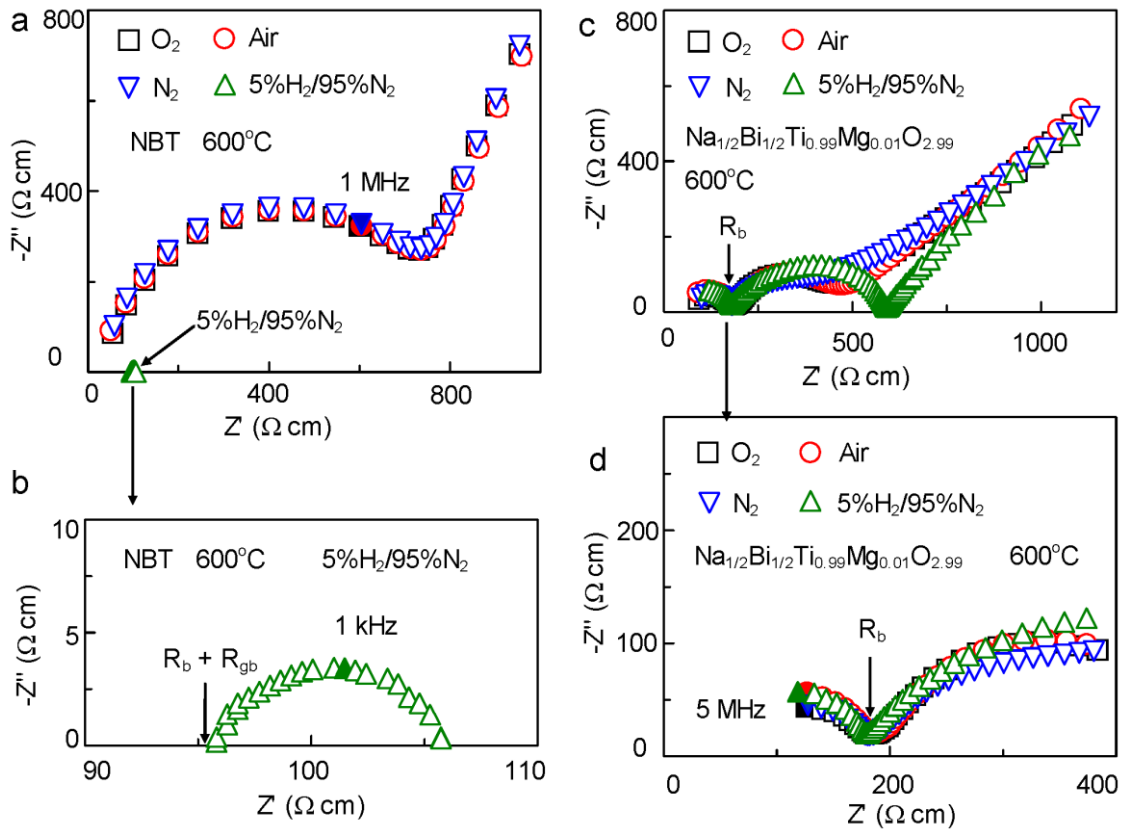 a
800
O₂ Air
N₂ 5%H₂/95%N₂
NBT 600°C
1 MHz
400
-Z'' (Ω cm)
5%H₂/95%N₂
0
0 400 800
Z' (Ω cm)
b
10
NBT 600°C 5%H₂/95%N₂
1 kHz
5
-Z'' (Ω cm)
R_b + R_gb
0
90 100 110
Z' (Ω cm)
c
800
O₂ Air
N₂ 5%H₂/95%N₂
Na₁/₂Bi₁/₂Ti₀.₉₉Mg₀.₀₁O₂.₉₉
400
600°C
-Z'' (Ω cm)
R_b
0
0 500 1000
Z' (Ω cm)
d
O₂ Air
N₂ 5%H₂/95%N₂
200
Na₁/₂Bi₁/₂Ti₀.₉₉Mg₀.₀₁O₂.₉₉ 600°C
-Z'' (Ω cm)
R_b
100
5 MHz
0
0 200 400
Z' (Ω cm)